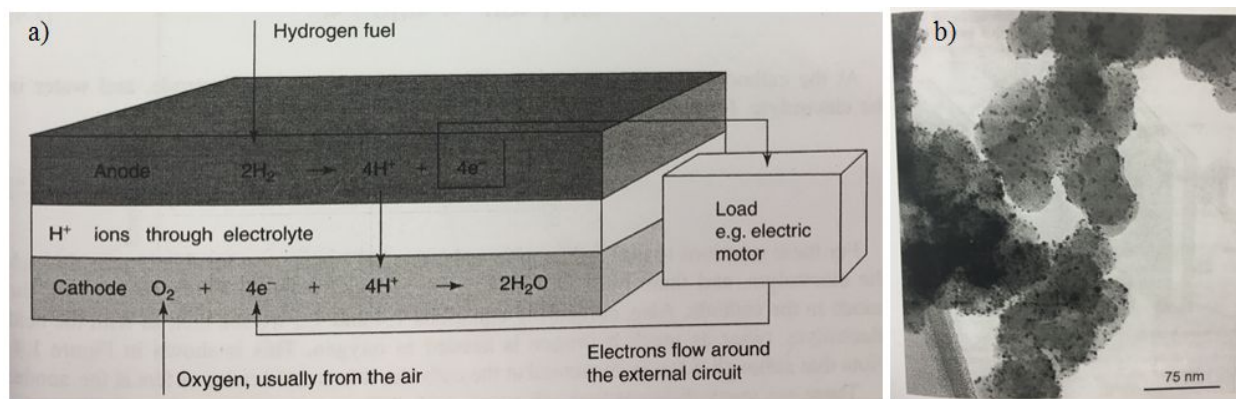 a)
Hydrogen fuel
Anode 2H₂ → 4H⁺ + 4e⁻
H⁺ ions through electrolyte
Cathode O₂ + 4e⁻ + 4H⁺ → 2H₂O
Load
e.g. electric
motor
Oxygen, usually from the air
Electrons flow around
the external circuit
b)
75 nm